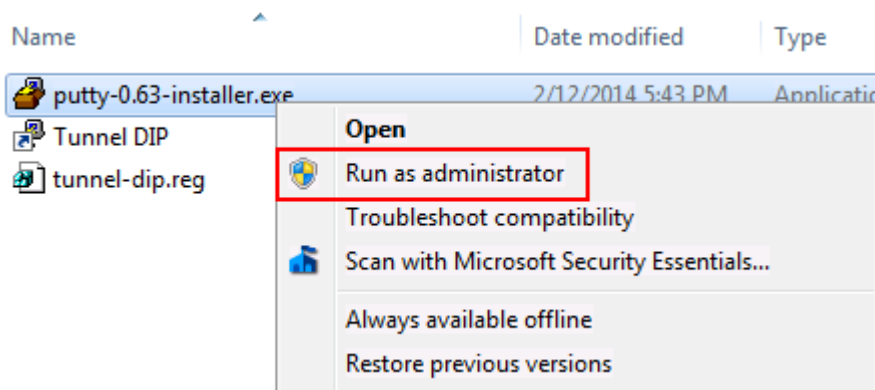 Name Date modified Type
putty-0.63-installer.exe 2/12/2014 5:43 PM Applicatio
Tunnel DIP
tunnel-dip.reg
Open
Run as administrator
Troubleshoot compatibility
Scan with Microsoft Security Essentials...
Always available offline
Restore previous versions